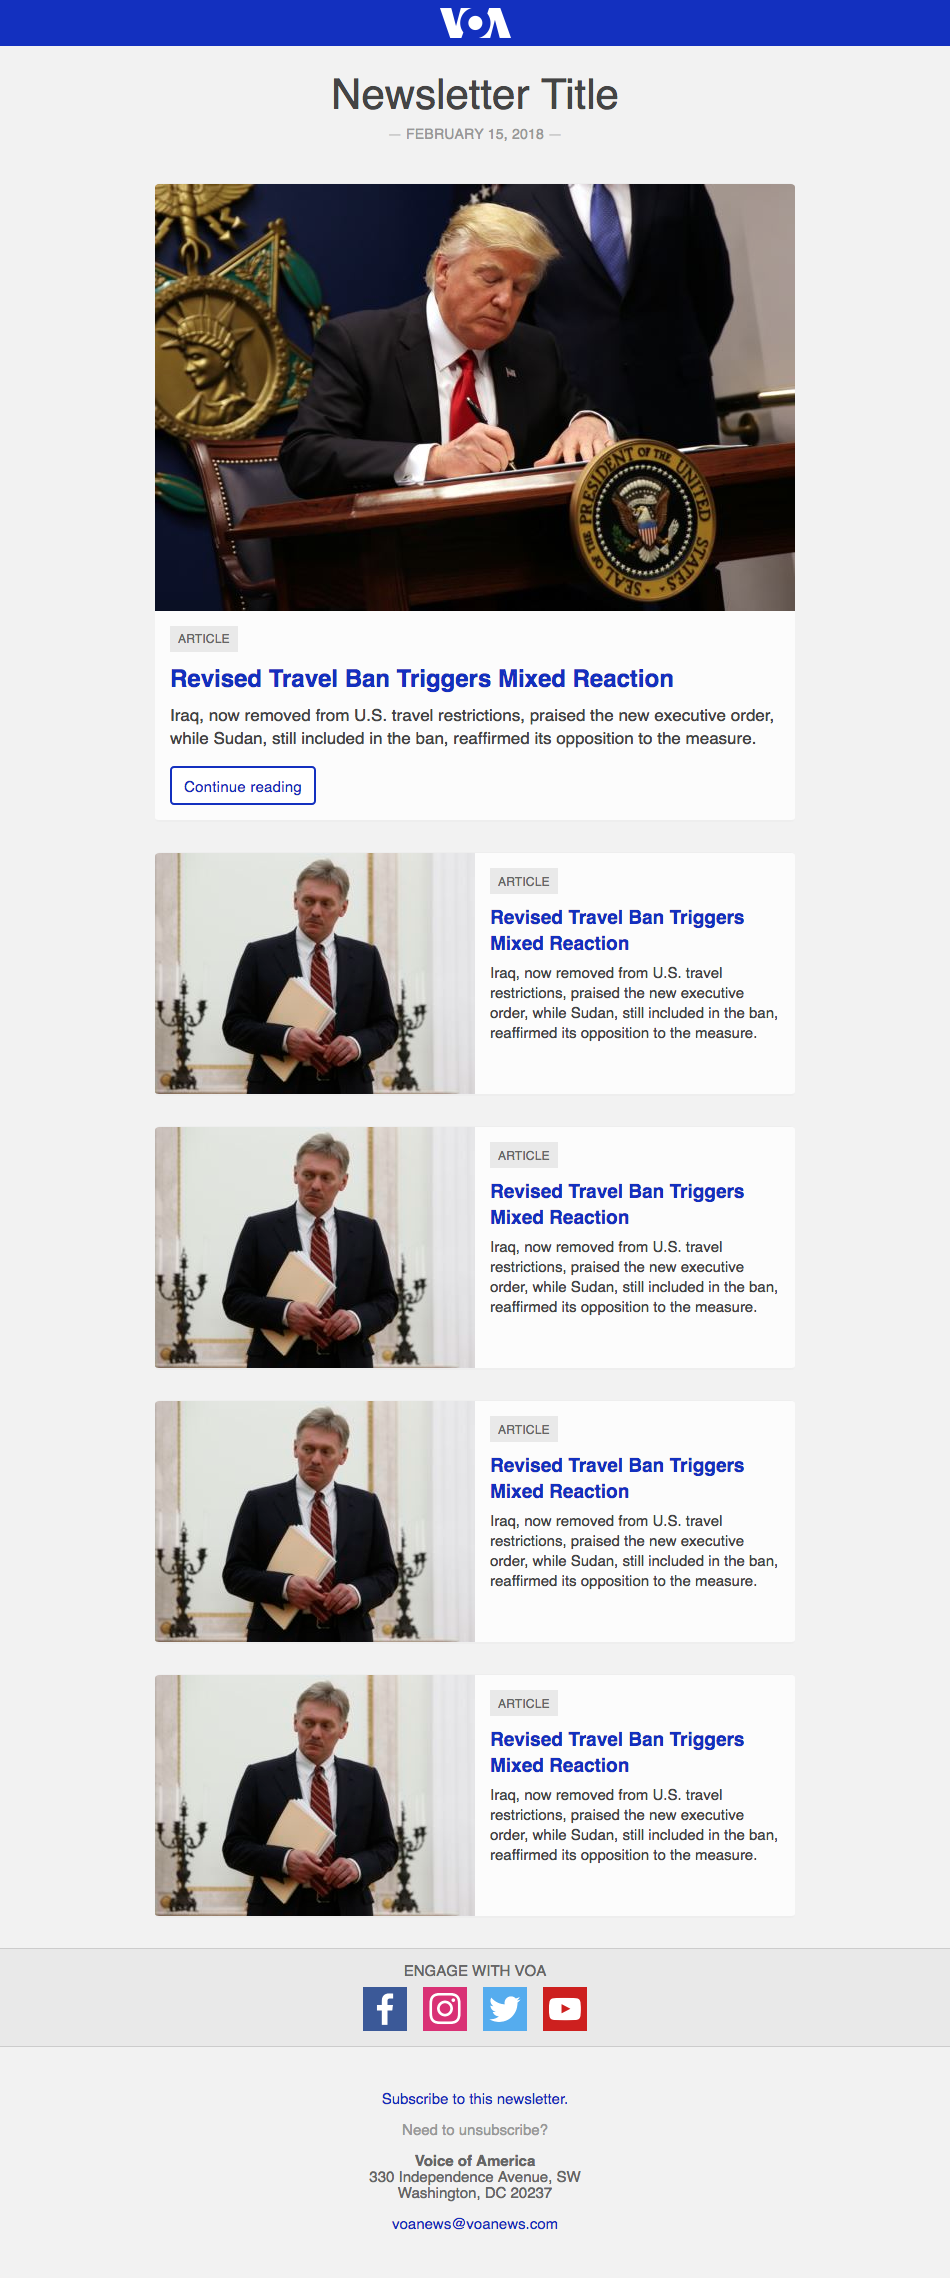 VOA
Newsletter Title
— FEBRUARY 15, 2018 —
SEAL OF THE PRESIDENT OF THE UNITED STATES
ARTICLE
Revised Travel Ban Triggers Mixed Reaction
Iraq, now removed from U.S. travel restrictions, praised the new executive order,
while Sudan, still included in the ban, reaffirmed its opposition to the measure.
Continue reading
ARTICLE
Revised Travel Ban Triggers
Mixed Reaction
Iraq, now removed from U.S. travel
restrictions, praised the new executive
order, while Sudan, still included in the ban,
reaffirmed its opposition to the measure.
ARTICLE
Revised Travel Ban Triggers
Mixed Reaction
Iraq, now removed from U.S. travel
restrictions, praised the new executive
order, while Sudan, still included in the ban,
reaffirmed its opposition to the measure.
ARTICLE
Revised Travel Ban Triggers
Mixed Reaction
Iraq, now removed from U.S. travel
restrictions, praised the new executive
order, while Sudan, still included in the ban,
reaffirmed its opposition to the measure.
ARTICLE
Revised Travel Ban Triggers
Mixed Reaction
Iraq, now removed from U.S. travel
restrictions, praised the new executive
order, while Sudan, still included in the ban,
reaffirmed its opposition to the measure.
ENGAGE WITH VOA
Subscribe to this newsletter.
Need to unsubscribe?
Voice of America
330 Independence Avenue, SW
Washington, DC 20237
voanews@voanews.com